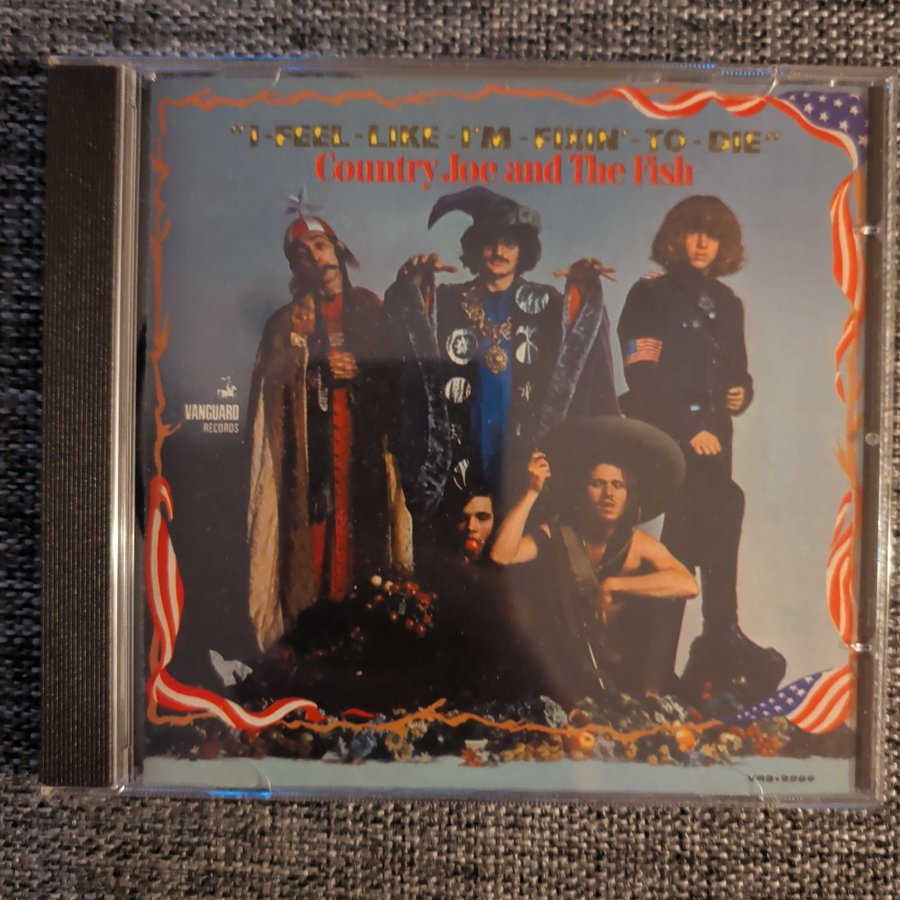 "I-FEEL-LIKE-I'M-FIXIN'-TO-DIE"
Country Joe and The Fish
VANGUARD
RECORDS